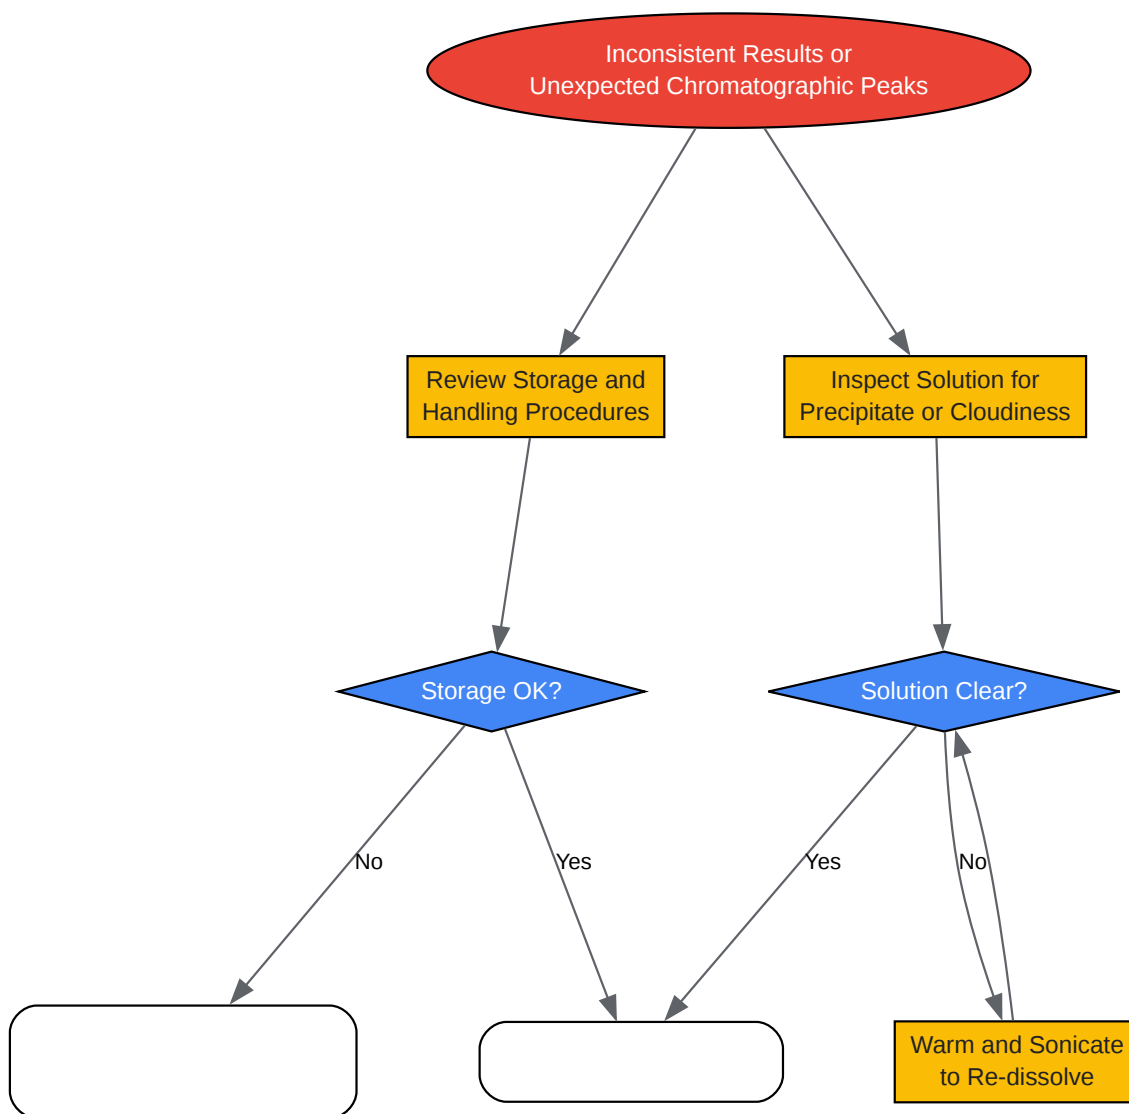 Inconsistent Results or
Unexpected Chromatographic Peaks
Review Storage and
Handling Procedures
Inspect Solution for
Precipitate or Cloudiness
Storage OK?
Solution Clear?
No
Yes
Yes
No
Warm and Sonicate
to Re-dissolve